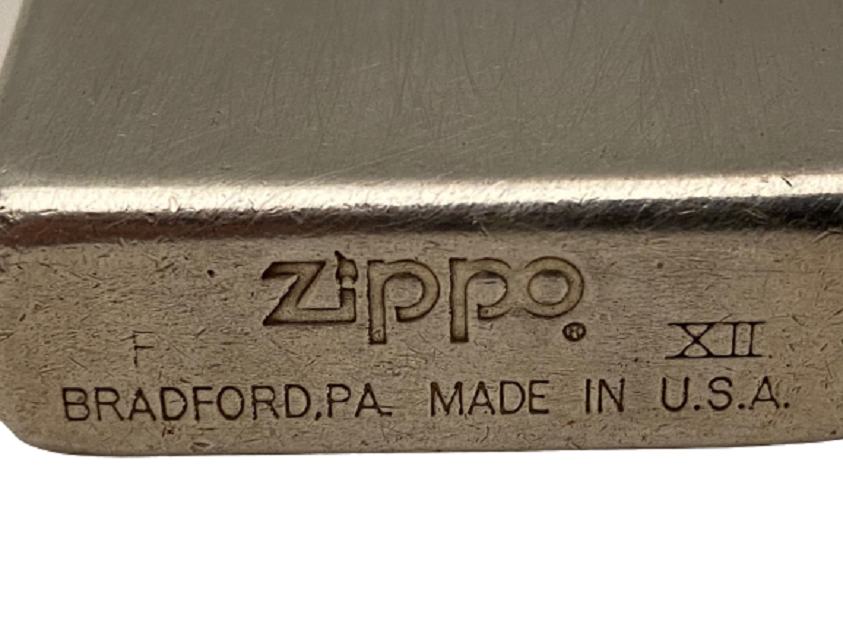 zippo ®
F XII
BRADFORD,PA. MADE IN U.S.A.